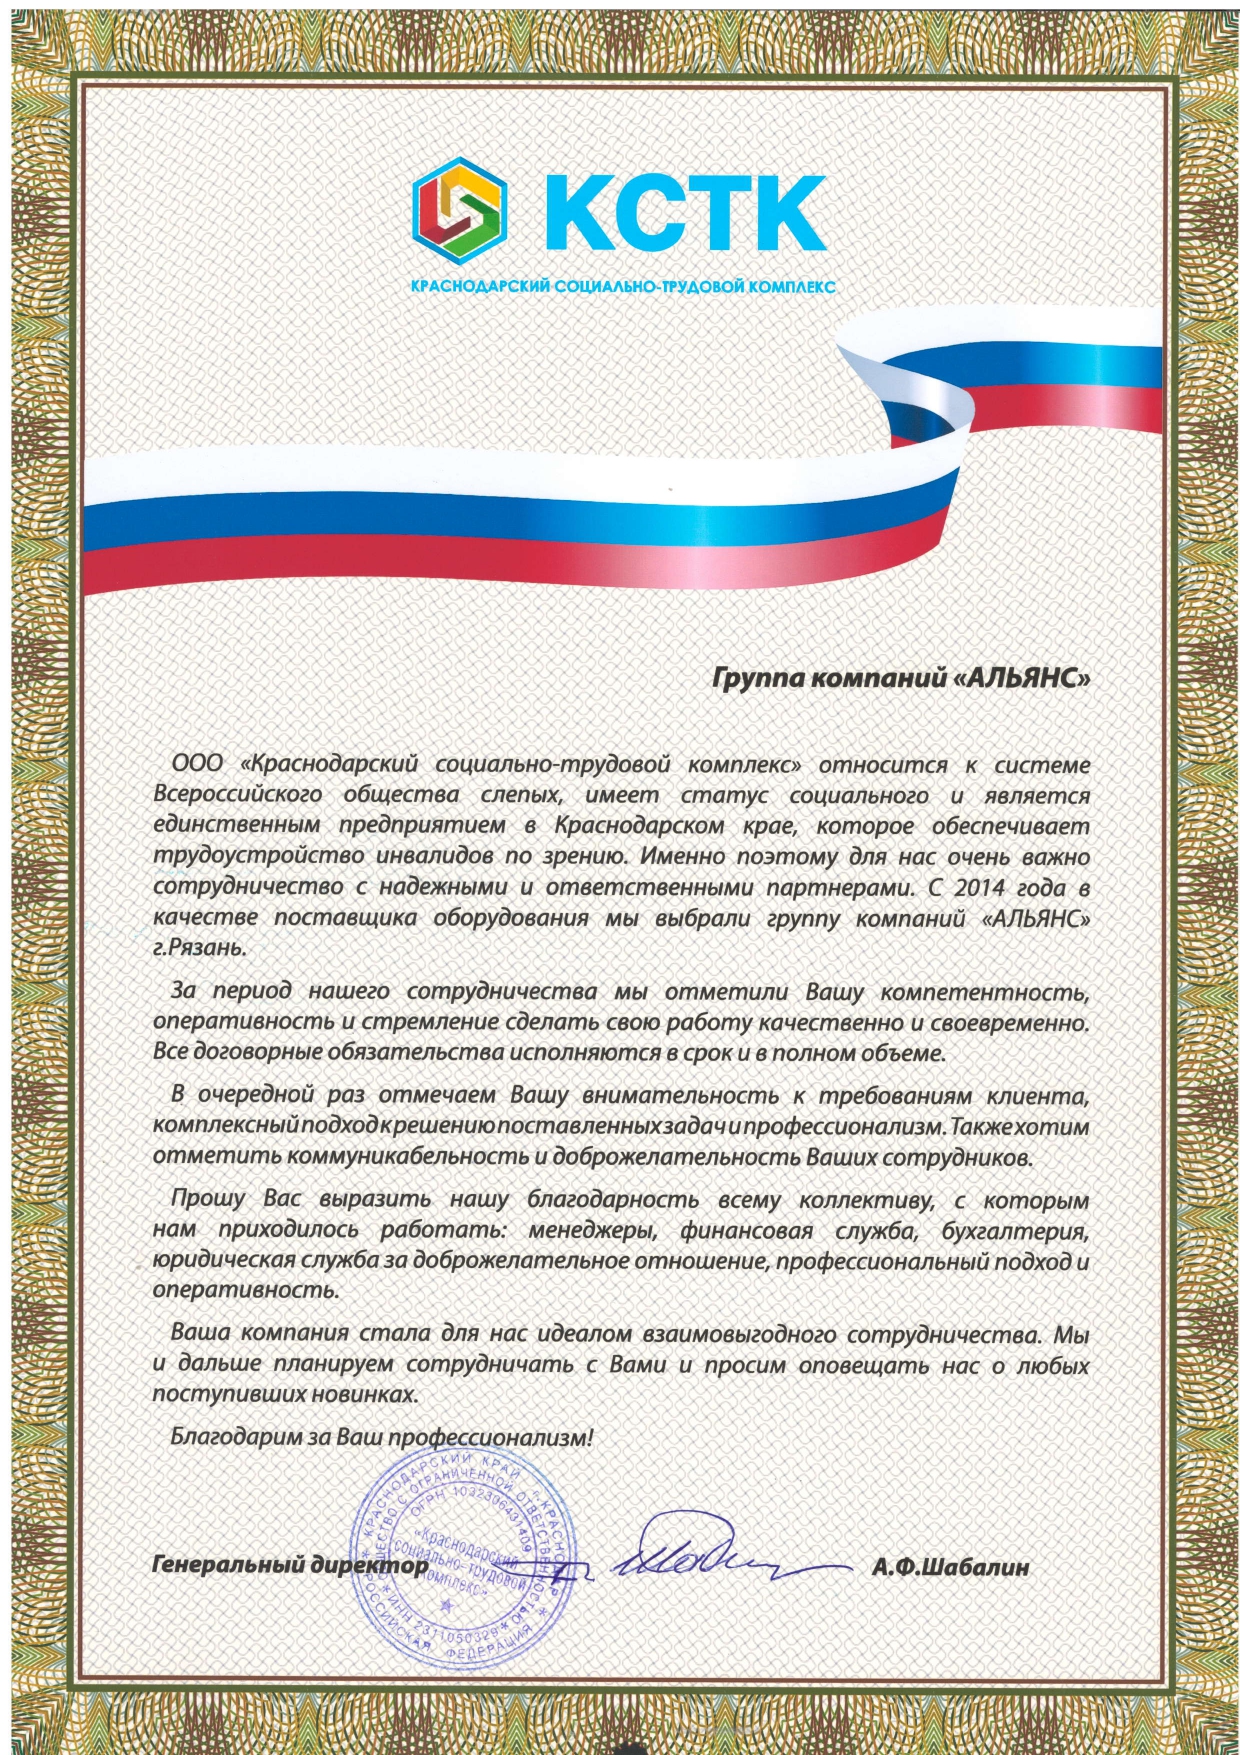 КСТК
КРАСНОДАРСКИЙ СОЦИАЛЬНО-ТРУДОВОЙ КОМПЛЕКС
Группа компаний «АЛЬЯНС»
ООО «Краснодарский социально-трудовой комплекс» относится к системе
Всероссийского общества слепых, имеет статус социального и является
единственным предприятием в Краснодарском крае, которое обеспечивает
трудоустройство инвалидов по зрению. Именно поэтому для нас очень важно
сотрудничество с надежными и ответственными партнерами. С 2014 года в
качестве поставщика оборудования мы выбрали группу компаний «АЛЬЯНС»
г.Рязань.
За период нашего сотрудничества мы отметили Вашу компетентность,
оперативность и стремление сделать свою работу качественно и своевременно.
Все договорные обязательства исполняются в срок и в полном объеме.
В очередной раз отмечаем Вашу внимательность к требованиям клиента,
комплексный подход к решению поставленных задач и профессионализм. Также хотим
отметить коммуникабельность и доброжелательность Ваших сотрудников.
Прошу Вас выразить нашу благодарность всему коллективу, с которым
нам приходилось работать: менеджеры, финансовая служба, бухгалтерия,
юридическая служба за доброжелательное отношение, профессиональный подход и
оперативность.
Ваша компания стала для нас идеалом взаимовыгодного сотрудничества. Мы
и дальше планируем сотрудничать с Вами и просим оповещать нас о любых
поступивших новинках.
Благодарим за Ваш профессионализм!
Генеральный директор
А.Ф.Шабалин
КРАСНОДАРСКИЙ КРАЙ г.КРАСНОДАР
РОССИЙСКАЯ ФЕДЕРАЦИЯ
ОБЩЕСТВО С ОГРАНИЧЕННОЙ ОТВЕТСТВЕННОСТЬЮ
ОГРН 1032306431409
ИНН 2311050329
«Краснодарский
социально-трудовой
комплекс»